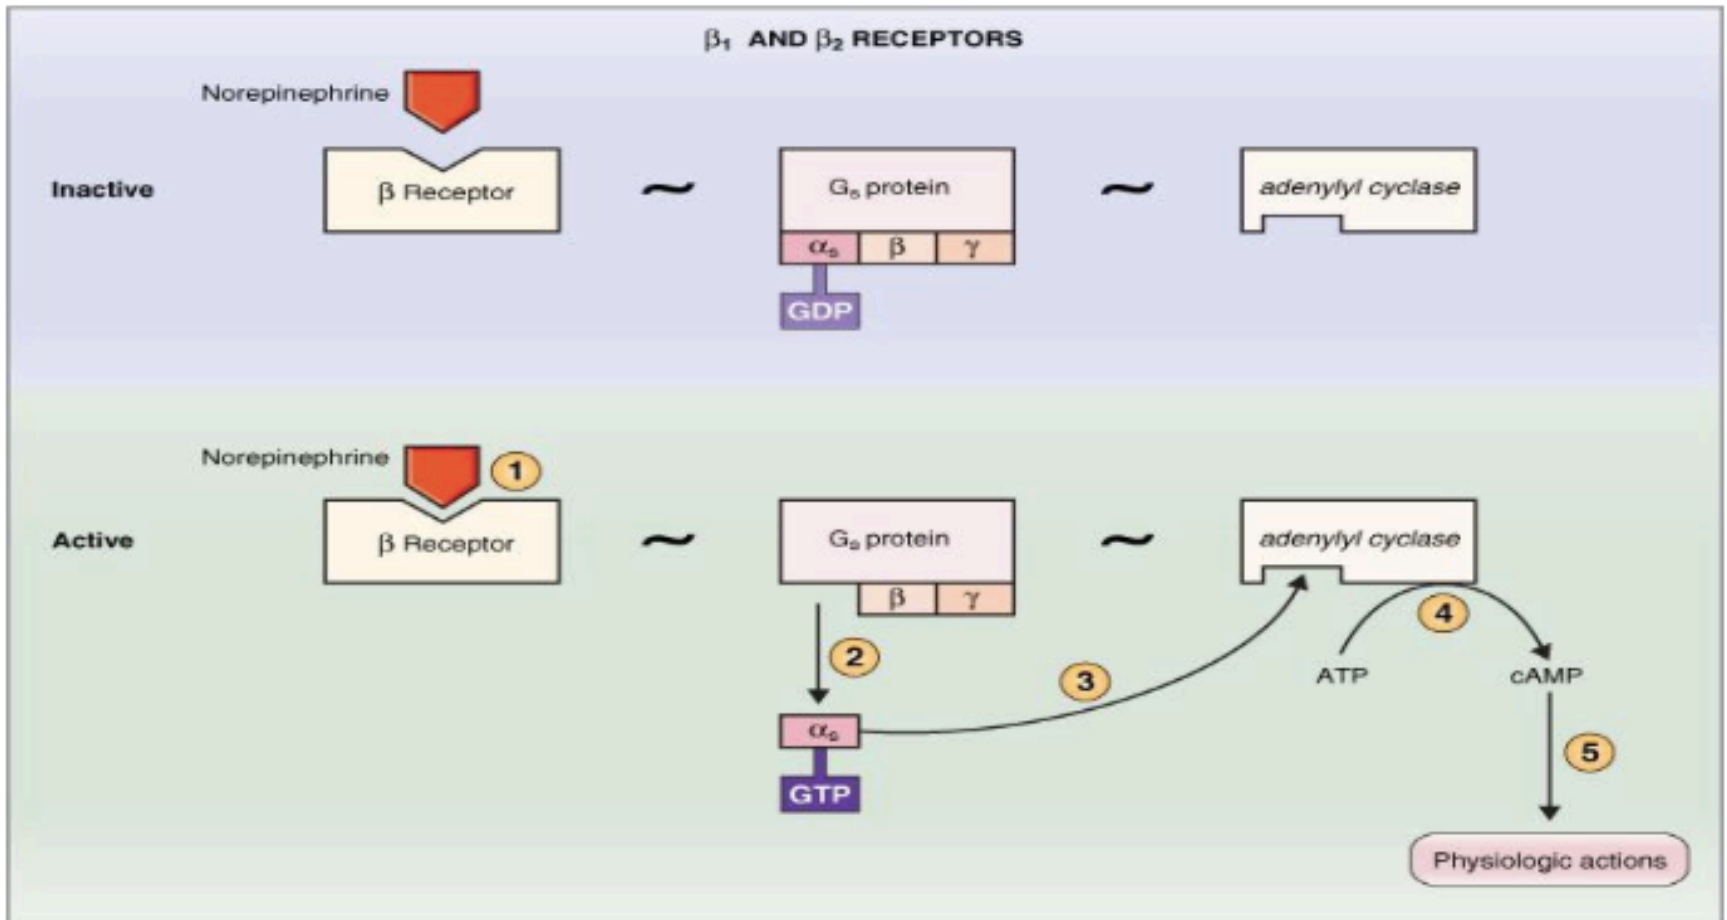 β₁ AND β₂ RECEPTORS
Norepinephrine
Inactive
β Receptor
~
Gₛ protein
~
adenylyl cyclase
αₛ
β
γ
GDP
Norepinephrine
1
Active
β Receptor
~
Gₛ protein
~
adenylyl cyclase
β
γ
4
2
3
ATP
cAMP
αₛ
5
GTP
Physiologic actions